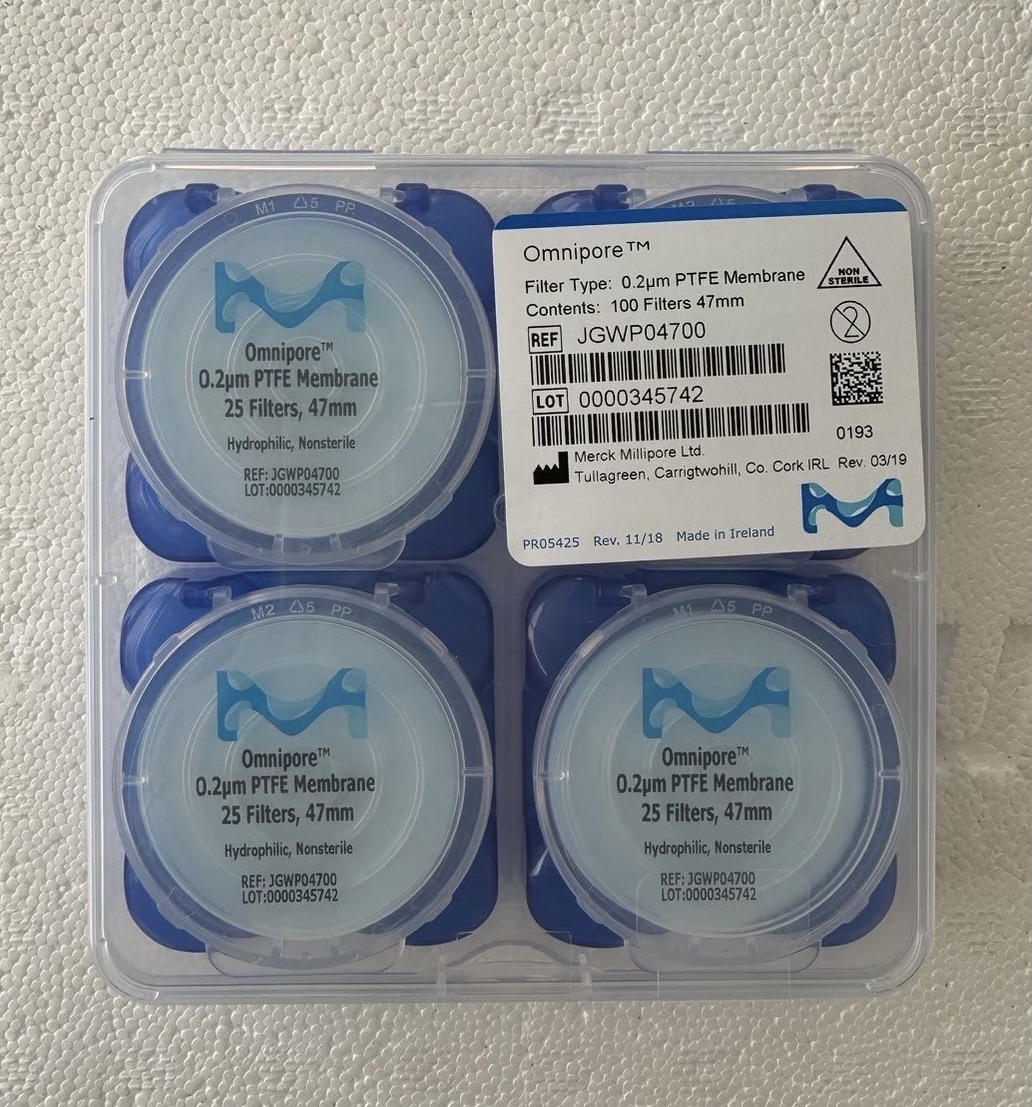 M1 5 PP
Omnipore™
0.2µm PTFE Membrane
25 Filters, 47mm
Hydrophilic, Nonsterile
REF: JGWP04700
LOT:0000345742
Omnipore™
Filter Type: 0.2µm PTFE Membrane
Contents: 100 Filters 47mm
NON
STERILE
2
REF JGWP04700
LOT 0000345742
0193
Merck Millipore Ltd.
Tullagreen, Carrigtwohill, Co. Cork IRL Rev. 03/19
PR05425 Rev. 11/18 Made in Ireland
M2 5 PP
Omnipore™
0.2µm PTFE Membrane
25 Filters, 47mm
Hydrophilic, Nonsterile
REF: JGWP04700
LOT:0000345742
M1 5 PP
Omnipore™
0.2µm PTFE Membrane
25 Filters, 47mm
Hydrophilic, Nonsterile
REF: JGWP04700
LOT:0000345742